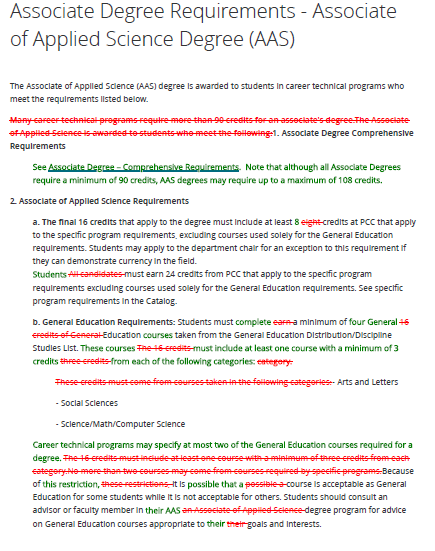 Associate Degree Requirements - Associate
of Applied Science Degree (AAS)
The Associate of Applied Science (AAS) degree is awarded to students in career technical programs who
meet the requirements listed below.
Many career technical programs require more than 90 credits for an associate's degree.The Associate
of Applied Science is awarded to students who meet the following:1. Associate Degree Comprehensive
Requirements
See Associate Degree – Comprehensive Requirements. Note that although all Associate Degrees
require a minimum of 90 credits, AAS degrees may require up to a maximum of 108 credits.
2. Associate of Applied Science Requirements
a. The final 16 credits that apply to the degree must include at least 8 eight credits at PCC that apply
to the specific program requirements, excluding courses used solely for the General Education
requirements. Students may apply to the department chair for an exception to this requirement if
they can demonstrate currency in the field.
Students All candidates must earn 24 credits from PCC that apply to the specific program
requirements excluding courses used solely for the General Education requirements. See specific
program requirements in the Catalog.
b. General Education Requirements: Students must complete earn a minimum of four General 16
credits of General Education courses taken from the General Education Distribution/Discipline
Studies List. These courses The 16 credits must include at least one course with a minimum of 3
credits three credits from each of the following categories: category.
These credits must come from courses taken in the following categories: - Arts and Letters
- Social Sciences
- Science/Math/Computer Science
Career technical programs may specify at most two of the General Education courses required for a
degree. The 16 credits must include at least one course with a minimum of three credits from each
category.No more than two courses may come from courses required by specific programs.Because
of this restriction, these restrictions, it is possible that a possible a course is acceptable as General
Education for some students while it is not acceptable for others. Students should consult an
advisor or faculty member in their AAS an Associate of Applied Science degree program for advice
on General Education courses appropriate to their their goals and interests.